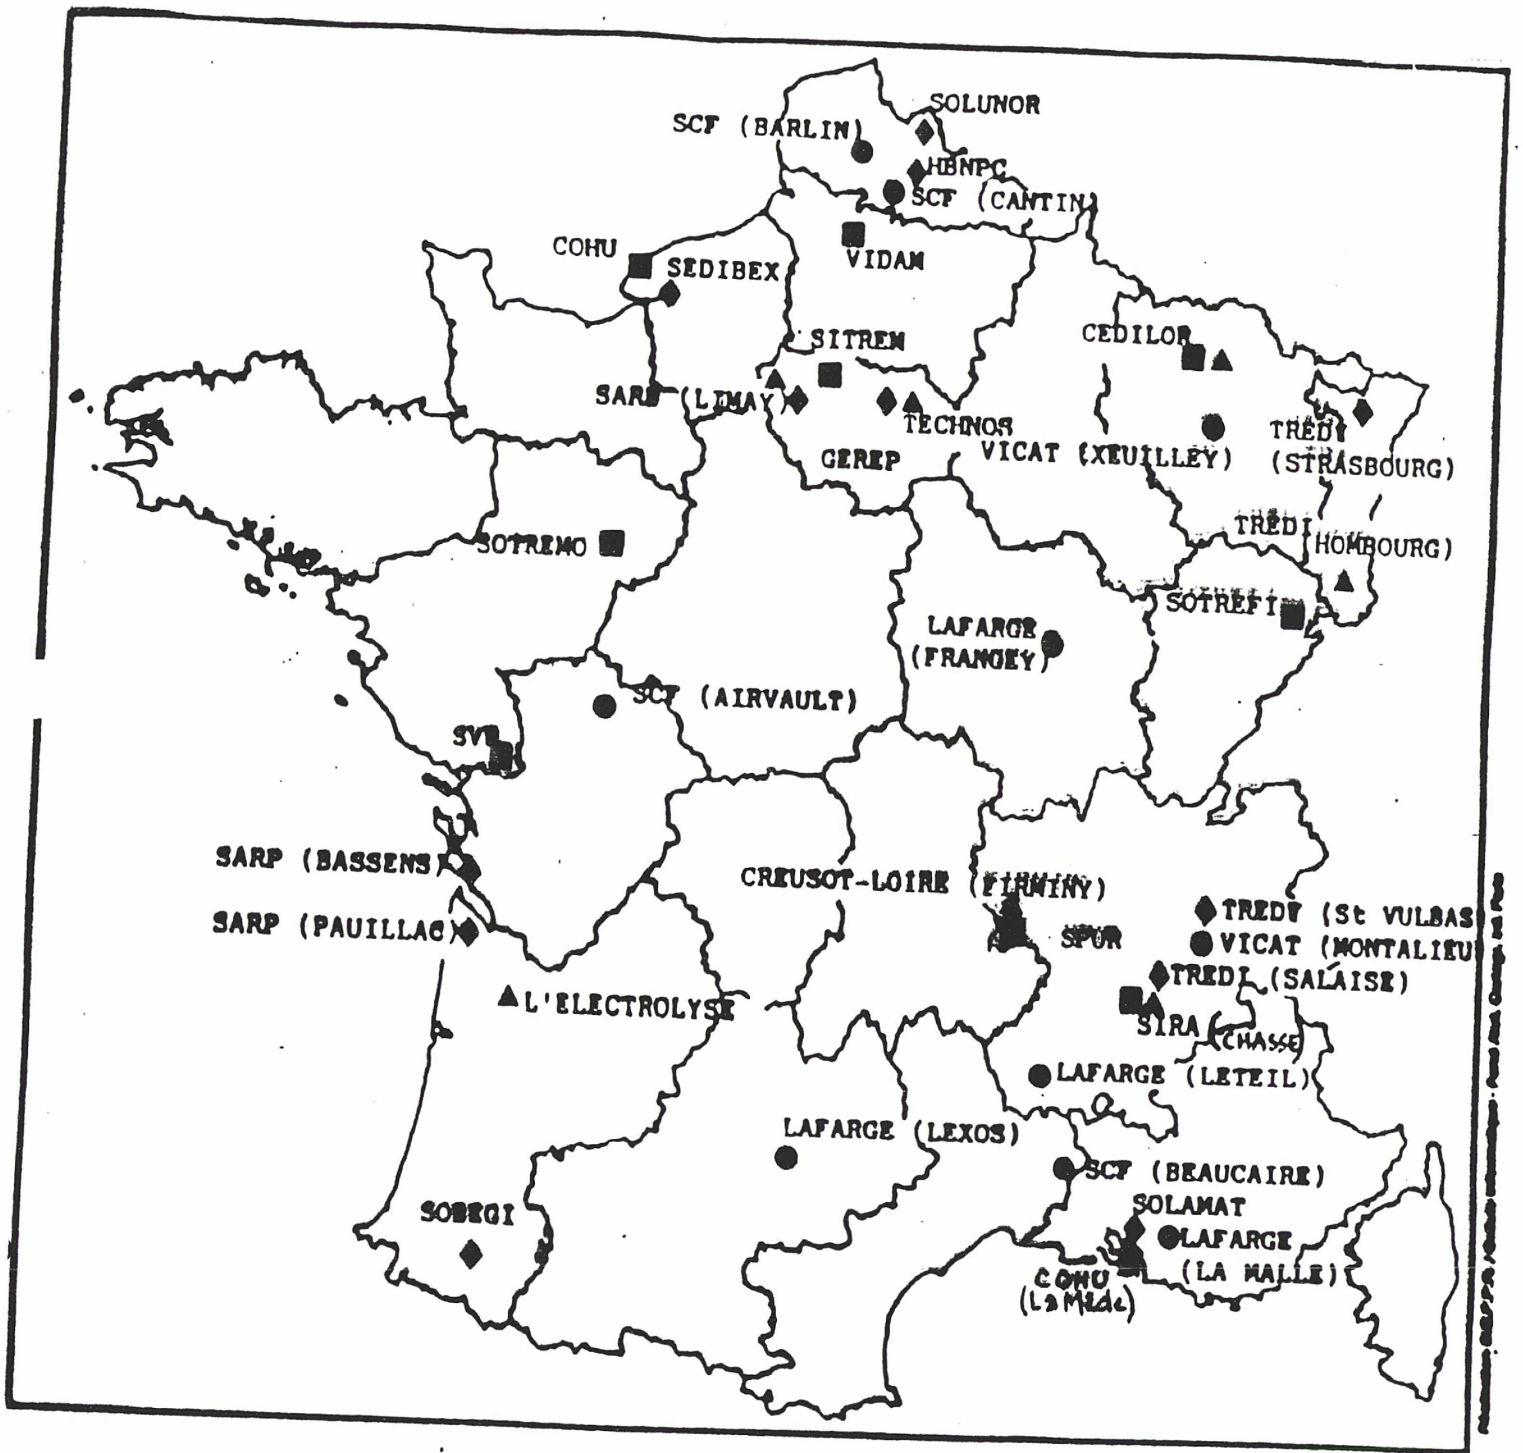 SOLUNOR
SCF (BARLIN)
HBNPC
SCF (CANTIN)
COHU
VIDAM
SEDIBEX
CEDILOR
SITREM
SARP (LIMAY)
TECHNOS
TREDI
VICAT (XEUILLEY)
(STRASBOURG)
GEREP
TREDI
(HOMBOURG)
SOTREMO
SOTREFI
LAFARGE
(FRANGEY)
SCF (AIRVAULT)
SVR
SARP (BASSENS)
CREUSOT-LOIRE (FIRMINY)
SARP (PAUILLAC)
TREDI (St VULBAS
SPUR
VICAT (MONTALIEU)
TREDI (SALAISE)
L'ELECTROLYSE
SIRA (CHASSE)
LAFARGE (LETEIL)
LAFARGE (LEXOS)
SCF (BEAUCAIRE)
SOLAMAT
SOBEGI
LAFARGE
(LA MALLE)
COHU
(La Mède)